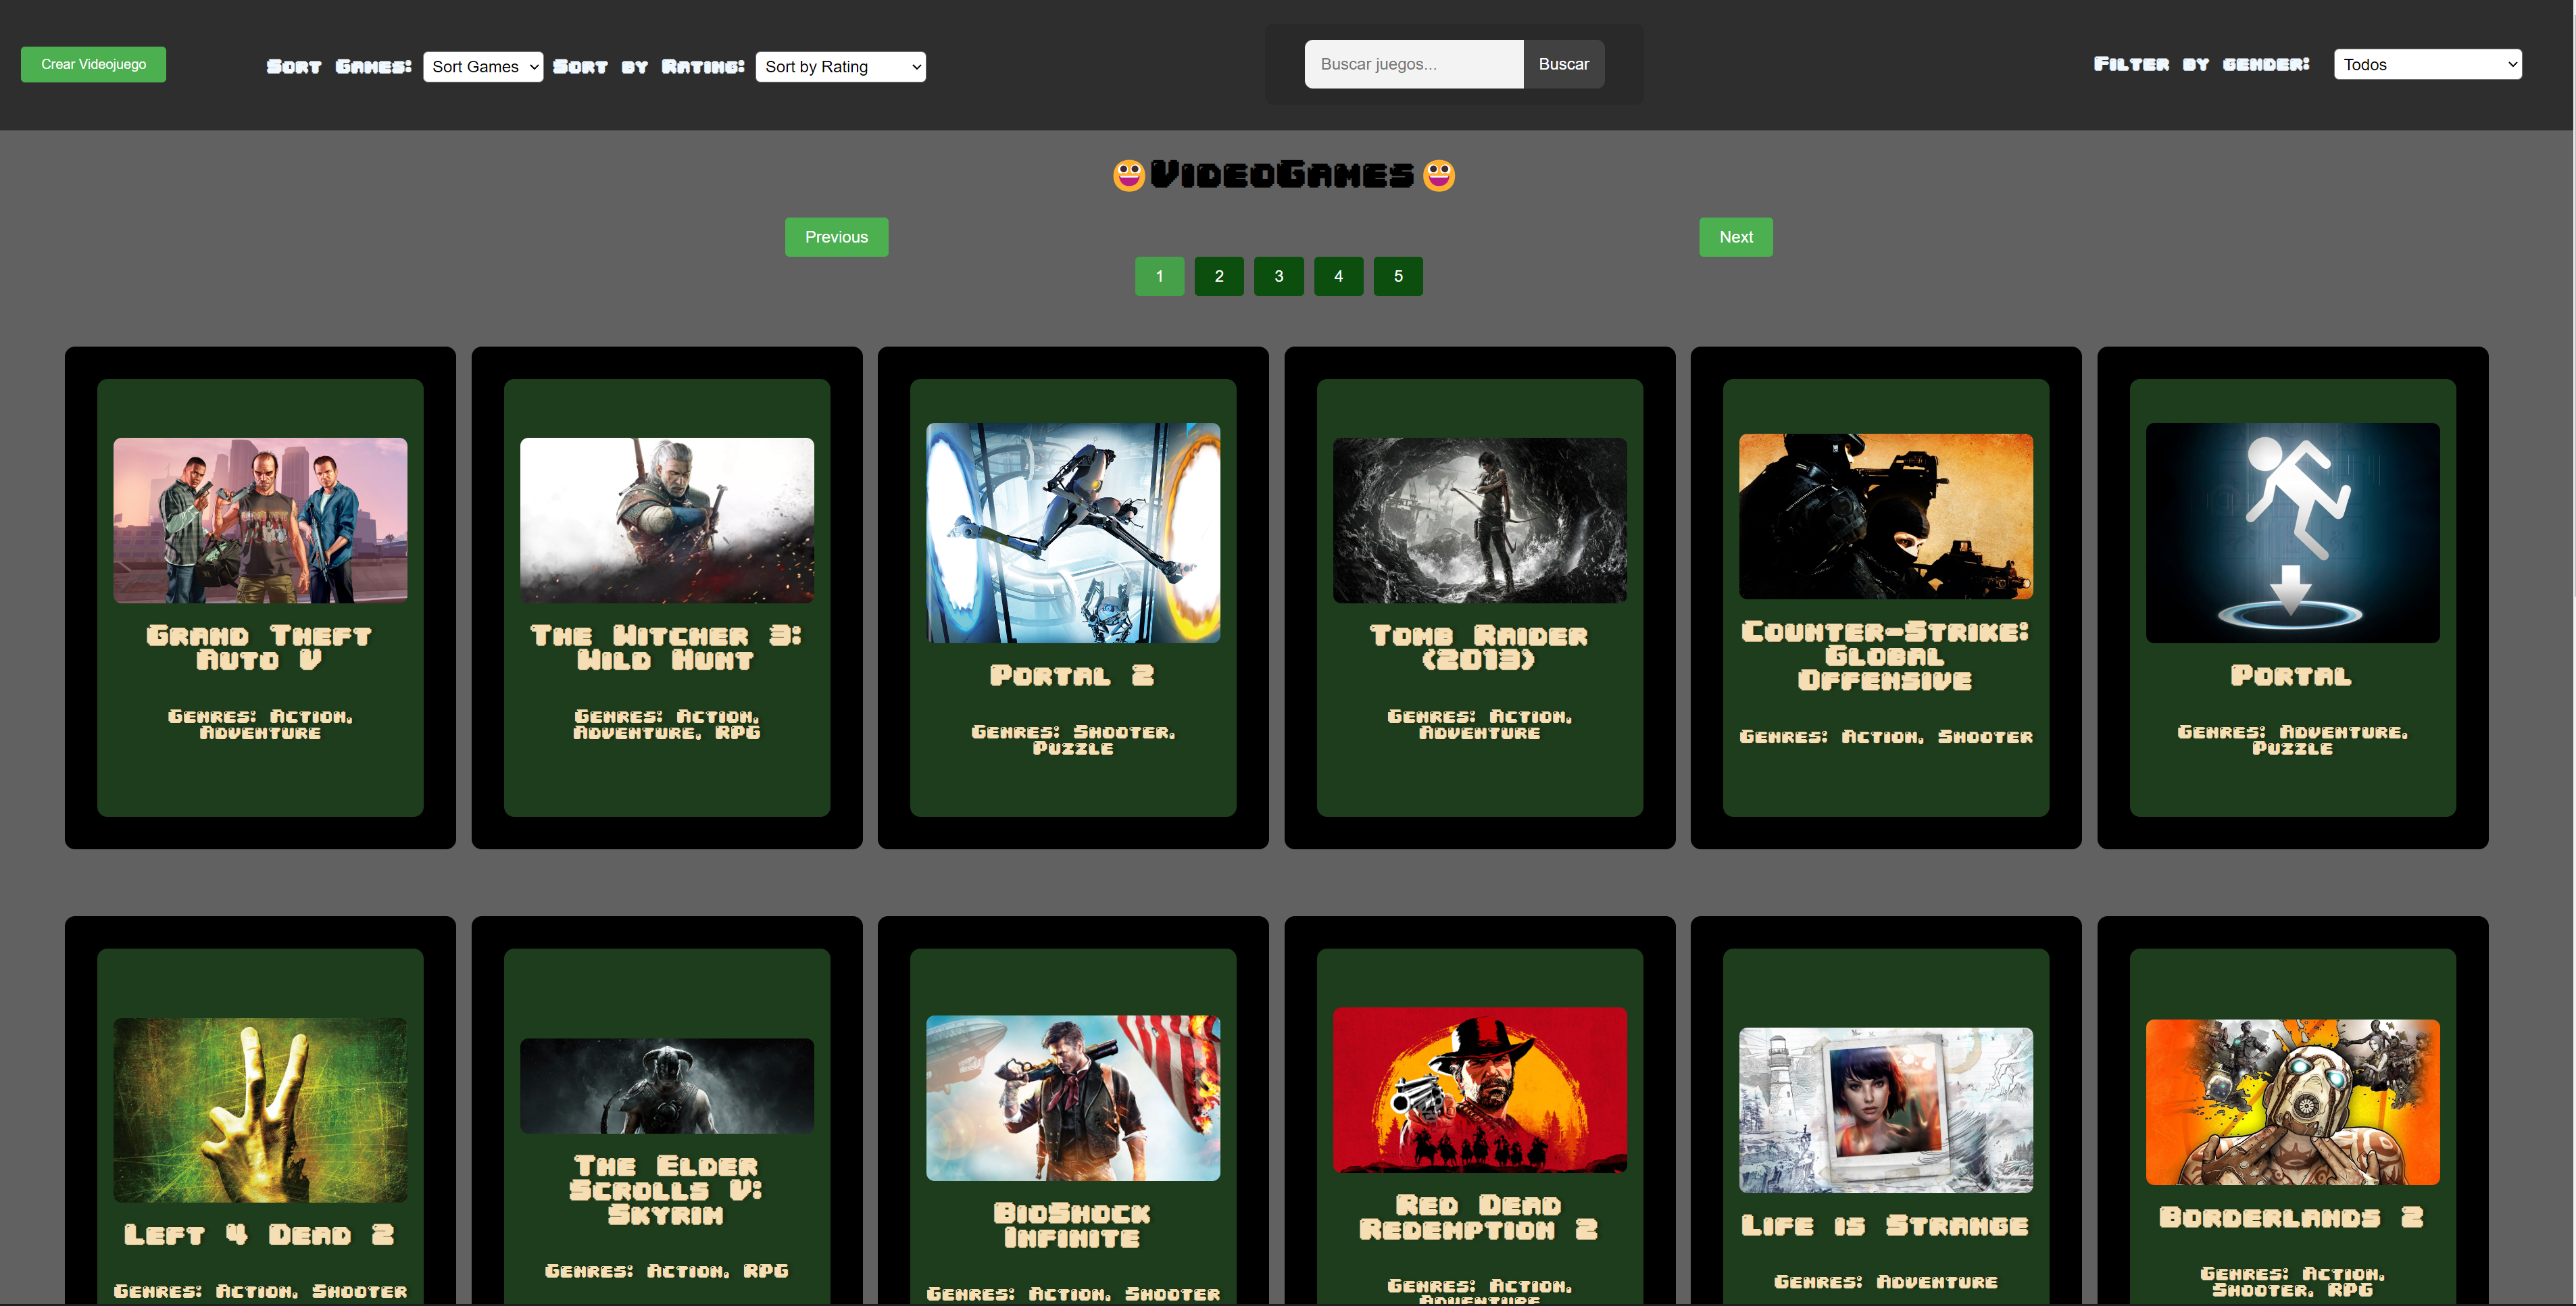 Crear Videojuego
Sort Games: Sort Games Sort by Rating: Sort by Rating
Buscar juegos... Buscar
Filter by gender: Todos
VideoGames
Previous Next
1 2 3 4 5
Grand Theft
Auto V
Genres: Action,
Adventure
The Witcher 3:
Wild Hunt
Genres: Action,
Adventure, RPG
Portal 2
Genres: Shooter,
Puzzle
Tomb Raider
(2013)
Genres: Action,
Adventure
Counter-Strike:
Global
Offensive
Genres: Action, Shooter
Portal
Genres: Adventure,
Puzzle
Left 4 Dead 2
Genres: Action, Shooter
The Elder
Scrolls V:
Skyrim
Genres: Action, RPG
BioShock
Infinite
Genres: Action, Shooter
Red Dead
Redemption 2
Genres: Action,
Adventure
Life is Strange
Genres: Adventure
Borderlands 2
Genres: Action,
Shooter, RPG